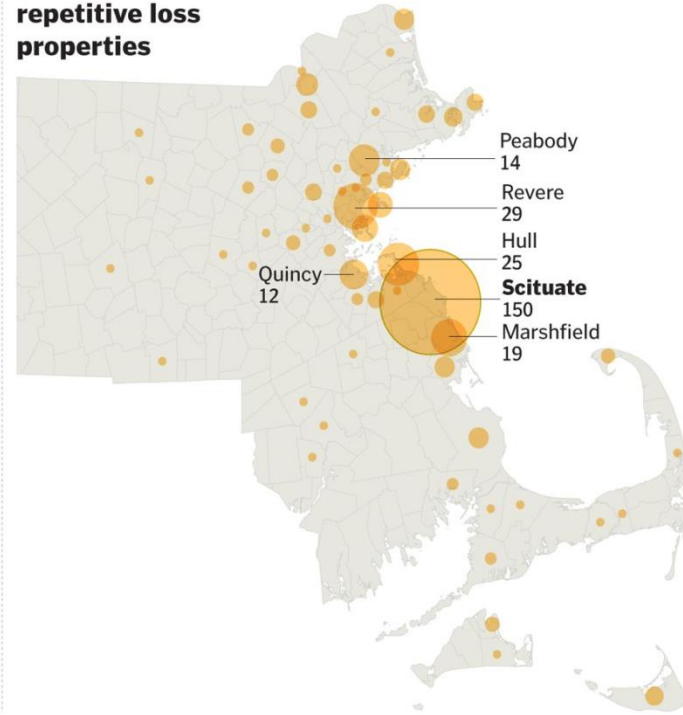 repetitive loss
properties
Peabody
14
Revere
29
Hull
25
Quincy
12
Scituate
150
Marshfield
19